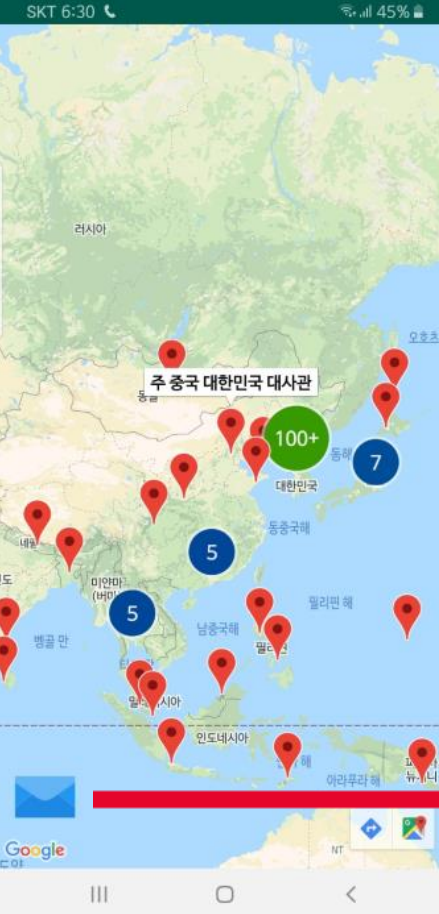 SKT 6:30
45%
러시아
오호츠
주 중국 대한민국 대사관
몽골
100+
동해
7
대한민국
동중국해
네팔
5
미얀마
(버마)
5
필리핀 해
벵골 만
남중국해
필리핀
말레이시아
인도네시아
아라푸라 해
뉴기니
NT
Google